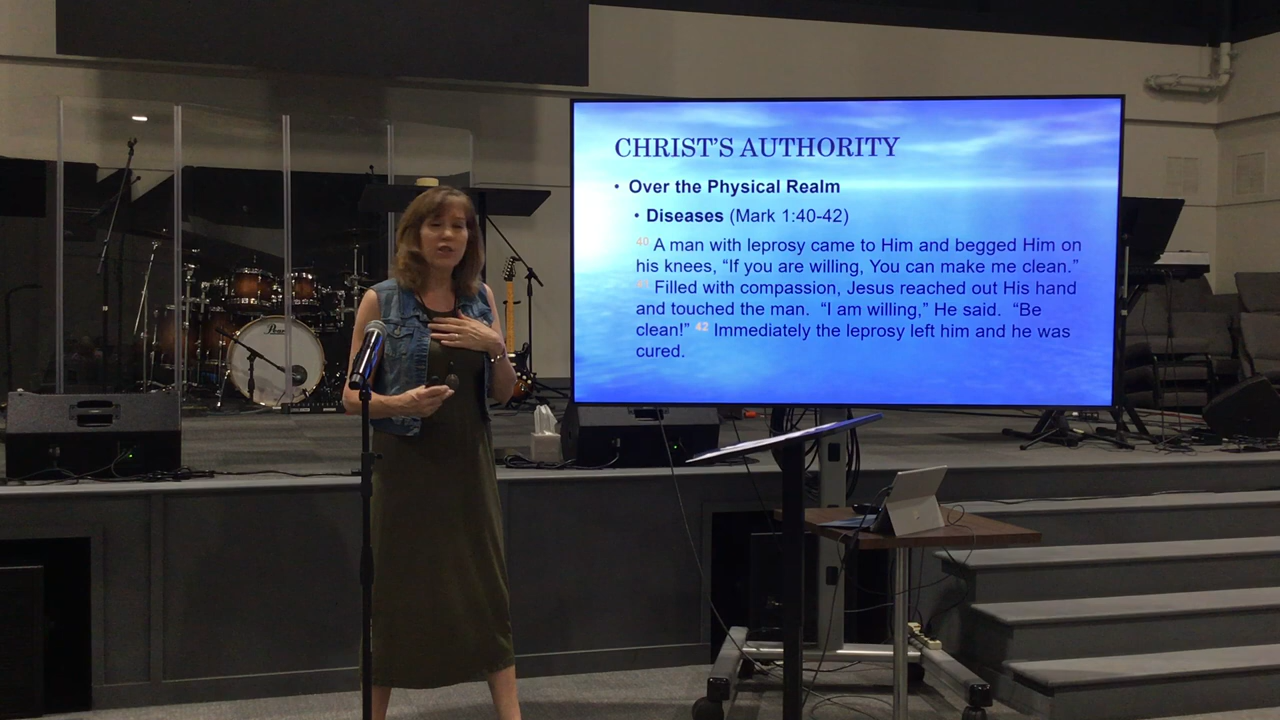 CHRIST'S AUTHORITY
• Over the Physical Realm
• Diseases (Mark 1:40-42)
40 A man with leprosy came to Him and begged Him on
his knees, “If you are willing, You can make me clean.”
41 Filled with compassion, Jesus reached out His hand
and touched the man.  “I am willing,” He said.  “Be
clean!” 42 Immediately the leprosy left him and he was
cured.
Pearl